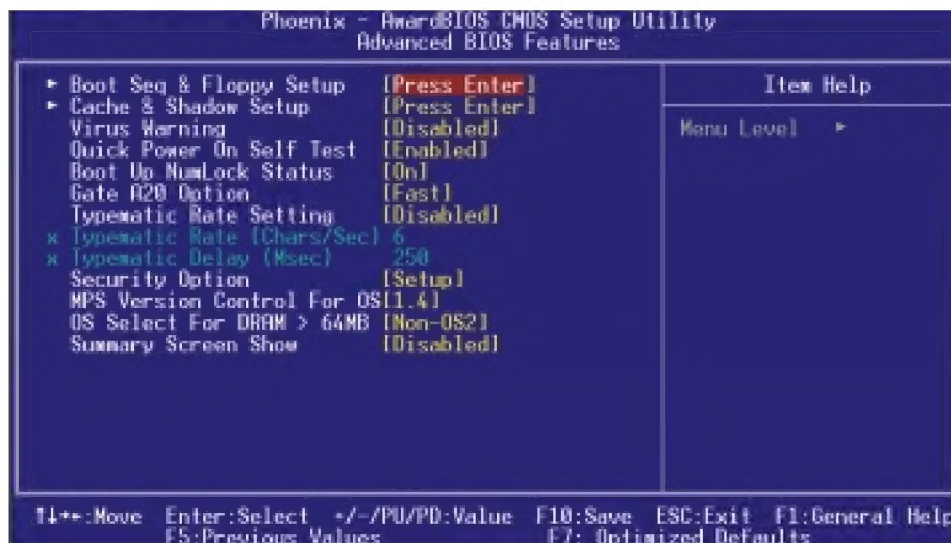 Phoenix - AwardBIOS CMOS Setup Utility
Advanced BIOS Features
► Boot Seq & Floppy Setup [Press Enter]
► Cache & Shadow Setup [Press Enter]
Virus Warning [Disabled]
Quick Power On Self Test [Enabled]
Boot Up NumLock Status [On]
Gate A20 Option [Fast]
Typematic Rate Setting [Disabled]
x Typematic Rate (Chars/Sec) 6
x Typematic Delay (Msec) 250
Security Option [Setup]
MPS Version Control For OS[1.4]
OS Select For DRAM > 64MB [Non-OS2]
Summary Screen Show [Disabled]
Item Help
Menu Level ►
↑↓→←:Move Enter:Select +/-/PU/PD:Value F10:Save ESC:Exit F1:General Help
F5:Previous Values F7: Optimized Defaults